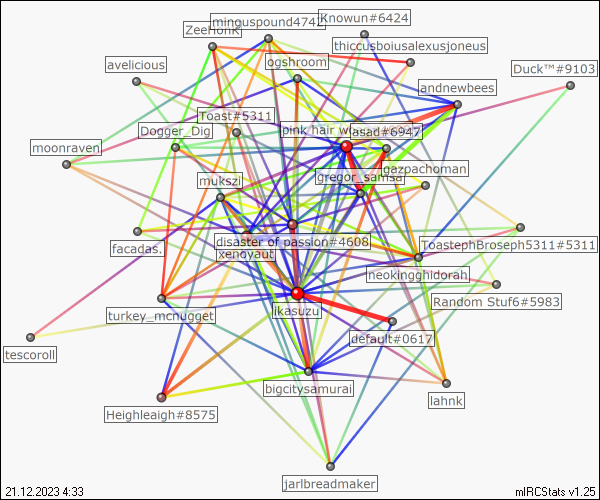 Knowun#6424
minguspound4742
ZeeHonK
thiccusboiusalexusjoneus
ogshroom
avelicious
Duck™#9103
andnewbees
Toast#5311
Dogger_Dig
pink hair
asad#6947
moonraven
gazpachoman
gregor_samsa
mukszi
disaster of passion#4608
ToastephBroseph5311#5311
facadas.
xenoyaut
neokingghidorah
Random Stuf6#5983
likasuzu
turkey_mcnugget
default#0617
tescoroll
bigcitysamurai
lahnk
Heighleaigh#8575
jarlbreadmaker
21.12.2023 4:33
mIRCStats v1.25